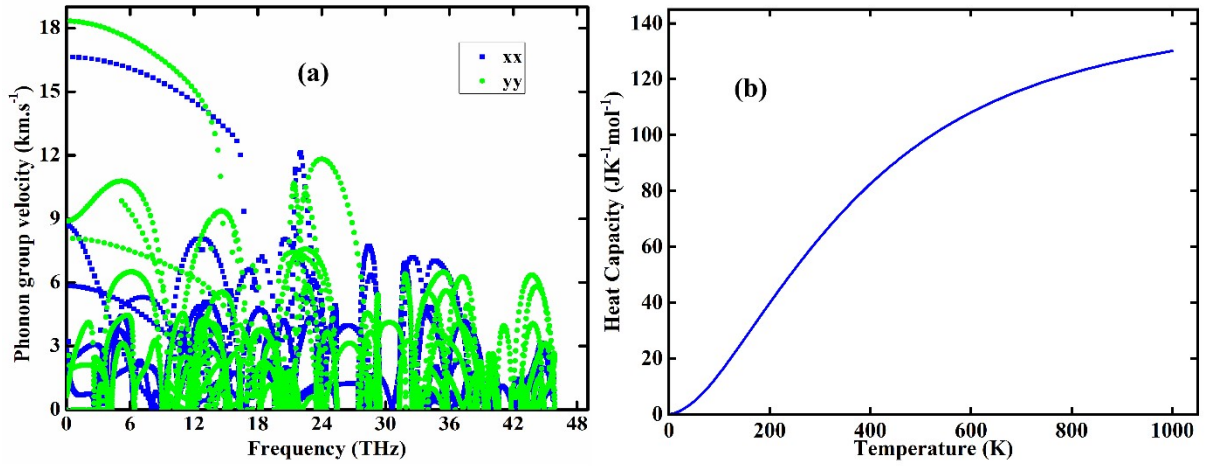 18
15
12
9
6
3
0
Phonon group velocity (km.s-1)
(a)
xx
yy
0 6 12 18 24 30 36 42 48
Frequency (THz)
140
120
100
80
60
40
20
0
Heat Capacity (JK-1mol-1)
(b)
0 200 400 600 800 1000
Temperature (K)